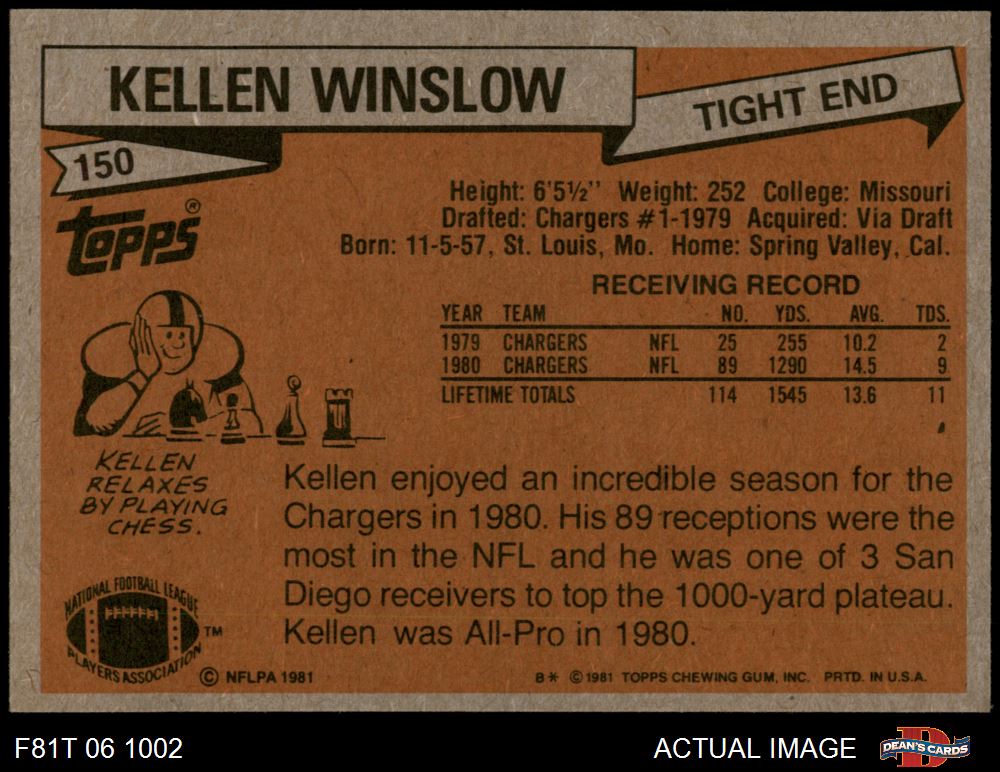 KELLEN WINSLOW
TIGHT END
150
TOPPS®
Height: 6'5½'' Weight: 252 College: Missouri
Drafted: Chargers #1-1979 Acquired: Via Draft
Born: 11-5-57, St. Louis, Mo. Home: Spring Valley, Cal.
RECEIVING RECORD
YEAR TEAM NO. YDS. AVG. TDS.
1979 CHARGERS NFL 25 255 10.2 2
1980 CHARGERS NFL 89 1290 14.5 9
LIFETIME TOTALS 114 1545 13.6 11
KELLEN
RELAXES
BY PLAYING
CHESS.
Kellen enjoyed an incredible season for the
Chargers in 1980. His 89 receptions were the
most in the NFL and he was one of 3 San
Diego receivers to top the 1000-yard plateau.
Kellen was All-Pro in 1980.
NATIONAL FOOTBALL LEAGUE
PLAYERS ASSOCIATION
TM
© NFLPA 1981
B* © 1981 TOPPS CHEWING GUM, INC. PRTD. IN U.S.A.
F81T 06 1002
ACTUAL IMAGE
D
DEAN'S CARDS